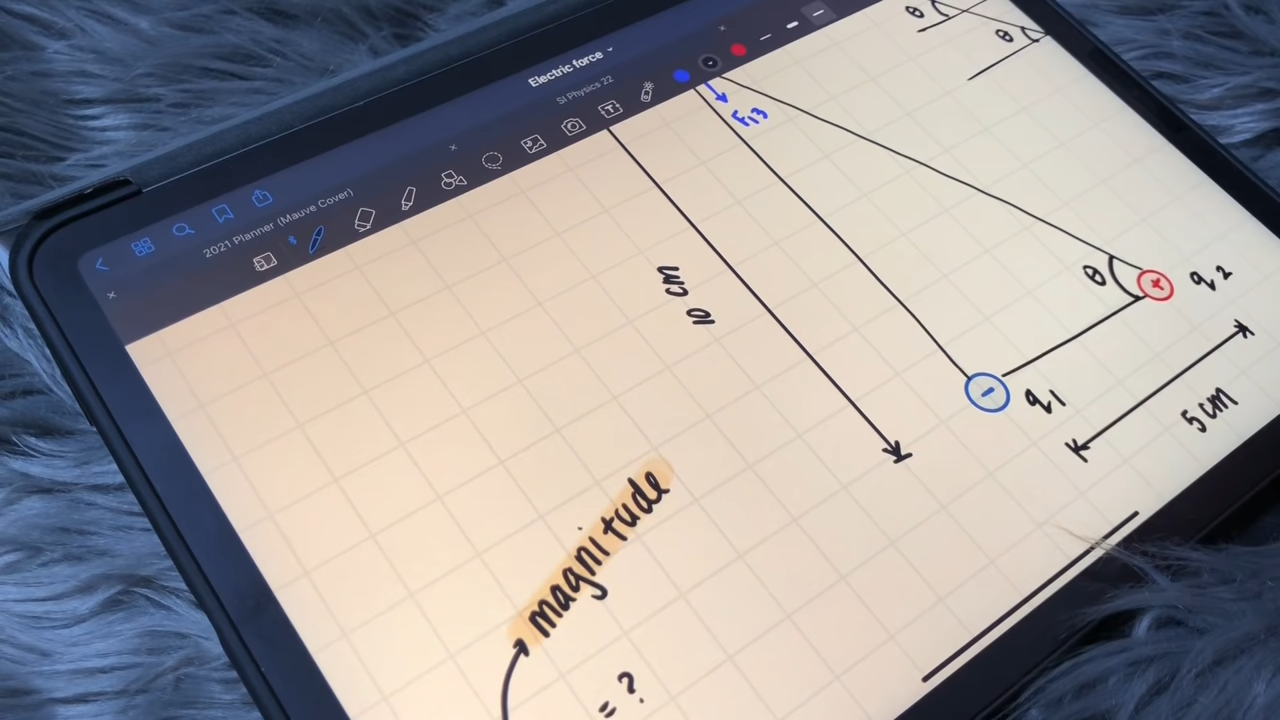 Electric force
SI Physics 22
2021 Planner (Mauve Cover)
θ
θ
F13
10 cm
θ
+
q2
-
q1
5 cm
magnitude
= ?